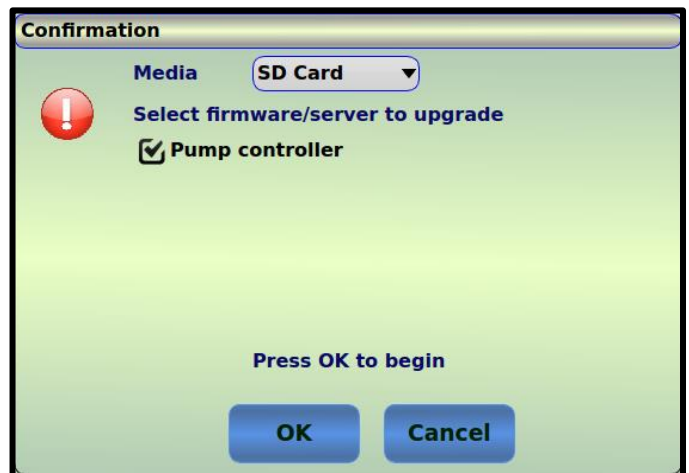 Confirmation
Media SD Card
Select firmware/server to upgrade
Pump controller
Press OK to begin
OK Cancel